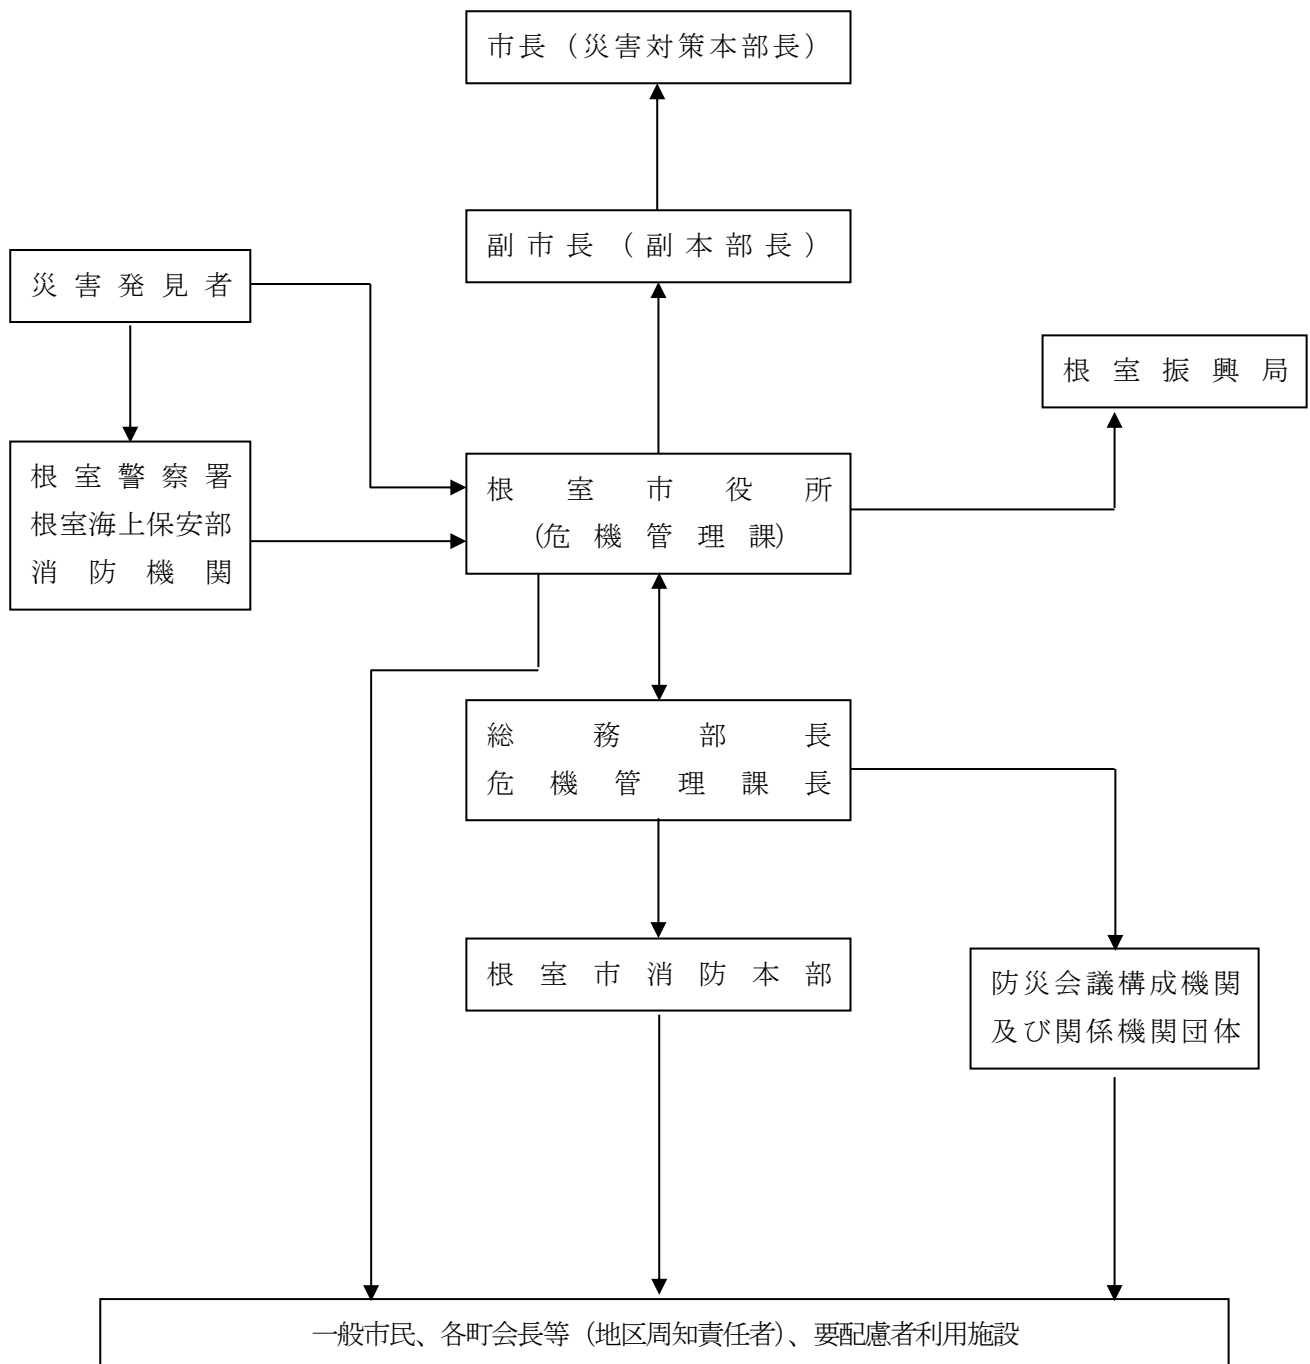 市長（災害対策本部長）
副市長（副本部長）
災害発見者
根室振興局
根室警察署
根室海上保安部
消防機関
根室市役所
(危機管理課)
総務部長
危機管理課長
根室市消防本部
防災会議構成機関
及び関係機関団体
一般市民、各町会長等（地区周知責任者）、要配慮者利用施設